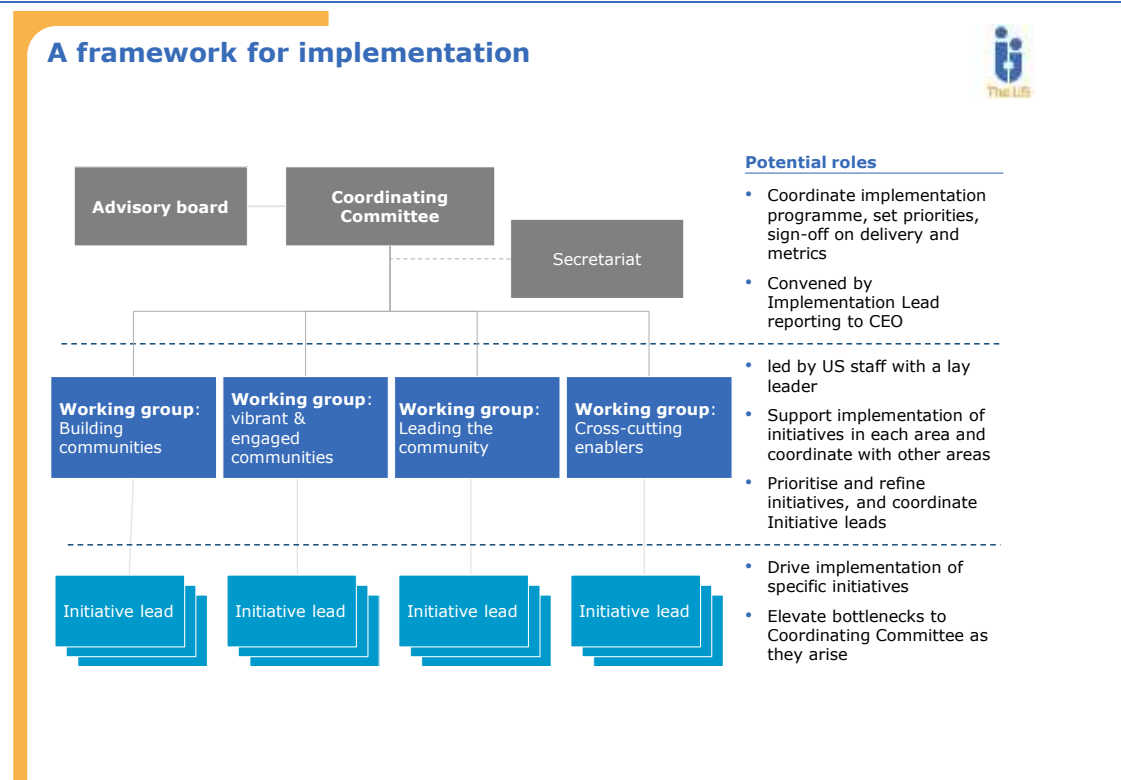 A framework for implementation
The US
Advisory board
Coordinating
Committee
Secretariat
Potential roles
• Coordinate implementation
programme, set priorities,
sign-off on delivery and
metrics
• Convened by
Implementation Lead
reporting to CEO
Working group:
Building
communities
Working group:
vibrant &
engaged
communities
Working group:
Leading the
community
Working group:
Cross-cutting
enablers
• led by US staff with a lay
leader
• Support implementation of
initiatives in each area and
coordinate with other areas
• Prioritise and refine
initiatives, and coordinate
Initiative leads
Initiative lead
Initiative lead
Initiative lead
Initiative lead
• Drive implementation of
specific initiatives
• Elevate bottlenecks to
Coordinating Committee as
they arise